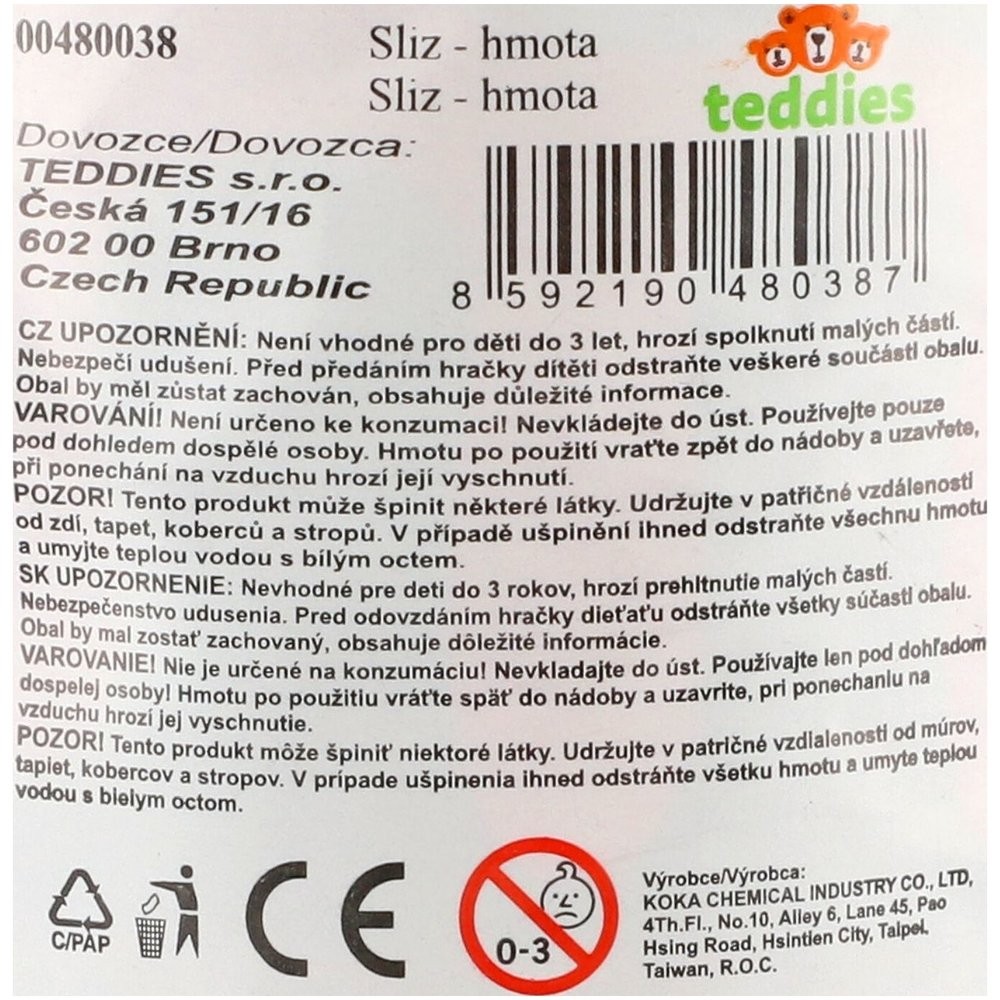 00480038
Sliz - hmota
Sliz - hmota
teddies
Dovozce/Dovozca:
TEDDIES s.r.o.
Česká 151/16
602 00 Brno
Czech Republic
8 592190 480387
CZ UPOZORNĚNÍ: Není vhodné pro děti do 3 let, hrozí spolknutí malých částí.
Nebezpečí udušení. Před předáním hračky dítěti odstraňte veškeré součásti obalu.
Obal by měl zůstat zachován, obsahuje důležité informace.
VAROVÁNÍ! Není určeno ke konzumaci! Nevkládejte do úst. Používejte pouze
pod dohledem dospělé osoby. Hmotu po použití vraťte zpět do nádoby a uzavřete,
při ponechání na vzduchu hrozí její vyschnutí.
POZOR! Tento produkt může špinit některé látky. Udržujte v patřičné vzdálenosti
od zdí, tapet, koberců a stropů. V případě ušpinění ihned odstraňte všechnu hmotu
a umyjte teplou vodou s bílým octem.
SK UPOZORNENIE: Nevhodné pre deti do 3 rokov, hrozí prehltnutie malých častí.
Nebezpečenstvo udusenia. Pred odovzdáním hračky dieťaťu odstráňte všetky súčasti obalu.
Obal by mal zostať zachovaný, obsahuje dôležité informácie.
VAROVANIE! Nie je určené na konzumáciu! Nevkladajte do úst. Používajte len pod dohľadom
dospelej osoby! Hmotu po použitiu vráťte späť do nádoby a uzavrite, pri ponechaniu na
vzduchu hrozí jej vyschnutie.
POZOR! Tento produkt môže špiniť niektoré látky. Udržujte v patričné vzdialenosti od múrov,
tapiet, kobercov a stropov. V prípade ušpinenia ihned odstráňte všetku hmotu a umyte teplou
vodou s bielym octom.
C/PAP
CE
0-3
Výrobce/Výrobca:
KOKA CHEMICAL INDUSTRY CO., LTD,
4Th.Fl., No.10, Alley 6, Lane 45, Pao
Hsing Road, Hsintien City, Taipei,
Taiwan, R.O.C.